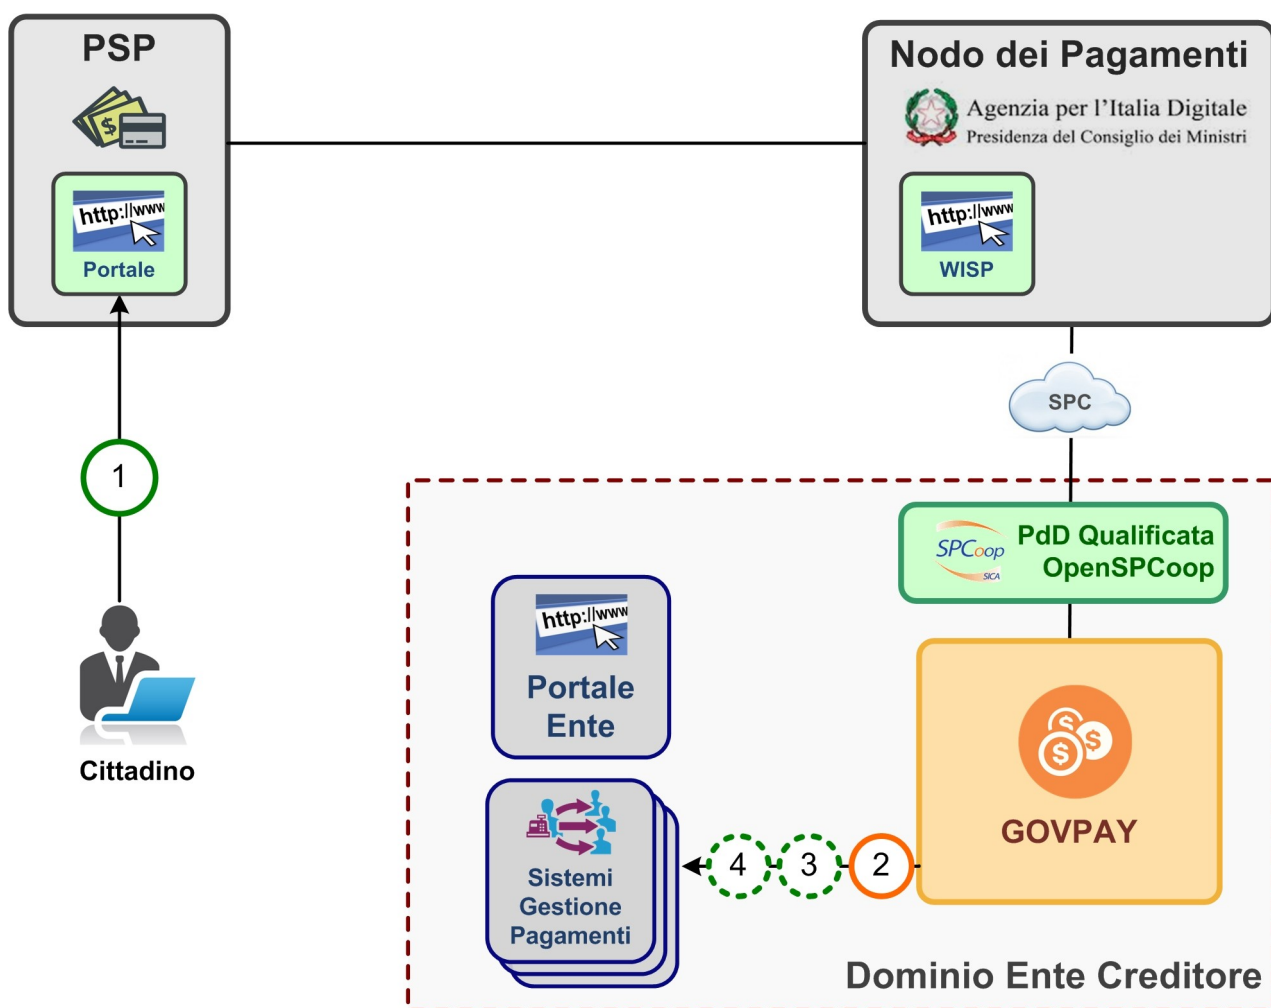 PSP
$
http://www
Portale
Nodo dei Pagamenti
Agenzia per l'Italia Digitale
Presidenza del Consiglio dei Ministri
http://www
WISP
SPC
1
Cittadino
SPCoop
SICA
PdD Qualificata
OpenSPCoop
http://www
Portale
Ente
$
$
$
GOVPAY
4
3
2
Sistemi
Gestione
Pagamenti
Dominio Ente Creditore